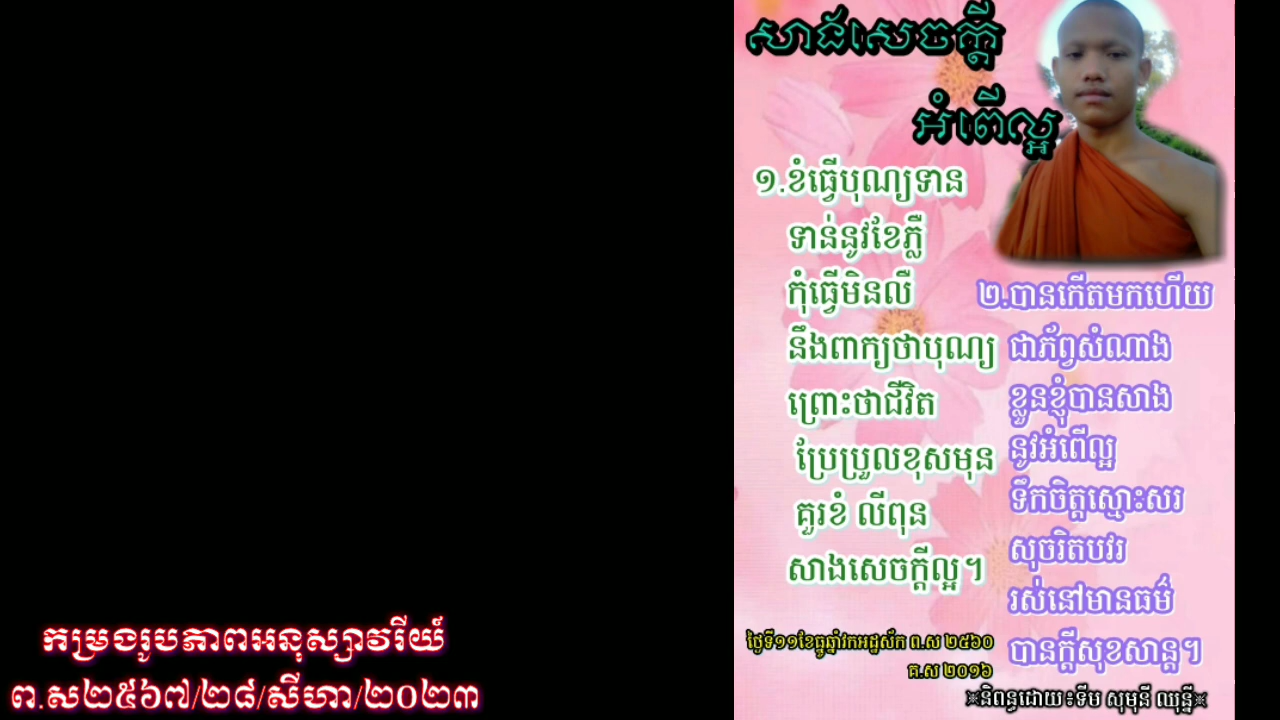 សាងសេចក្តី
អំពើល្អ
១.ខំធ្វើបុណ្យទាន
ទាន់នូវខែភ្លឺ
កុំធ្វើមិនលឺ
នឹងពាក្យថាបុណ្យ
ព្រោះថាជីវិត
ប្រែប្រួលខុសមុន
គួរខំ លីពុន
សាងសេចក្តីល្អ។
២.បានកើតមកហើយ
ជាភ័ព្វសំណាង
ខ្លួនខ្ញុំបានសាង
នូវអំពើល្អ
ទឹកចិត្តស្មោះសរ
សុចរិតបវរ
រស់នៅមានធម៌
បានក្តីសុខសាន្ត។
ថ្ងៃទី១១ខែធ្នូឆ្នាំវកអដ្ឋស័ក ព.ស ២៥៦០
គ.ស ២០១៦
※និពន្ធដោយ៖ទឹម សុមុនី ឈុន្នី※
កម្រងរូបភាពអនុស្សាវរីយ៍
ព.ស២៥៦៧/២៨/សីហា/២០២៣